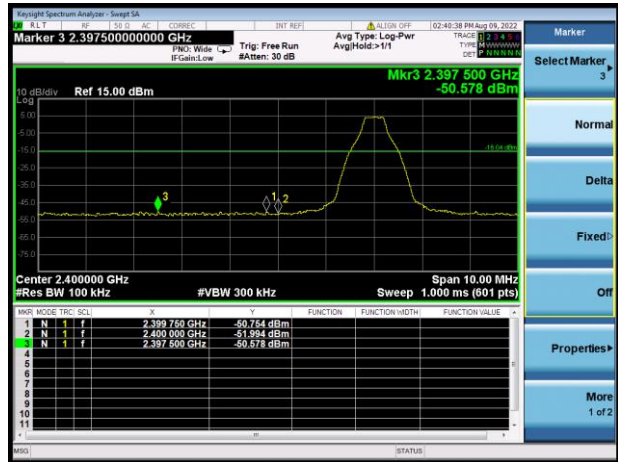 Keysight Spectrum Analyzer - Swept SA
RLT RF 50 Ω AC CORREC INT REF ALIGN OFF 02:40:38 PM Aug 09, 2022
Marker 3 2.397500000000 GHz
PNO: Wide Trig: Free Run Avg Type: Log-Pwr TRACE 1 2 3 4 5 6
IFGain:Low #Atten: 30 dB Avg|Hold:>1/1 TYPE M WWWWW
DET P N N N N N
Mkr3 2.397 500 GHz
10 dB/div Ref 15.00 dBm -50.578 dBm
Log
5.00
-5.00
-15.0 -16.04 dBm
-25.0
-35.0
-45.0 3 1 2
-55.0
-65.0
-75.0
Center 2.400000 GHz Span 10.00 MHz
#Res BW 100 kHz #VBW 300 kHz Sweep 1.000 ms (601 pts)
MKR MODE TRC SCL X Y FUNCTION FUNCTION WIDTH FUNCTION VALUE
1 N 1 f 2.399 750 GHz -50.754 dBm
2 N 1 f 2.400 000 GHz -51.994 dBm
3 N 1 f 2.397 500 GHz -50.578 dBm
4
5
6
7
8
9
10
11
MSG STATUS
Marker
Select Marker
3
Normal
Delta
Fixed
Off
Properties
More
1 of 2